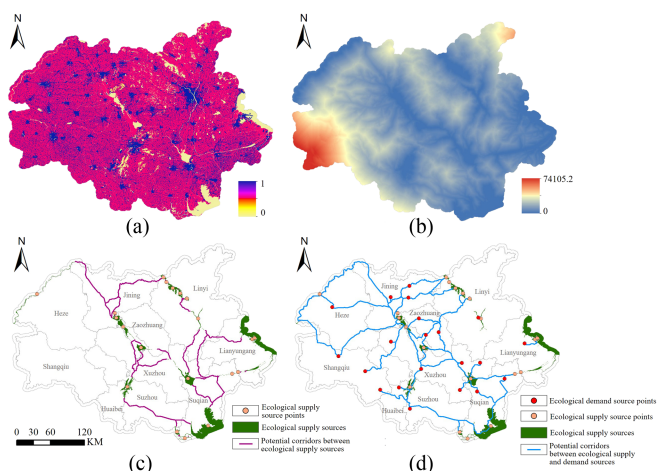 N
1
0
(a)
N
74105.2
0
(b)
N
Jining
Linyi
Heze
Zaozhuang
Lianyungang
Shangqiu
Xuzhou
Suqian
Suzhou
Huaibei
0 30 60 120
KM
Ecological supply
source points
Ecological supply
sources
Potential corridors between
ecological supply sources
(c)
N
Jining
Linyi
Heze
Zaozhuang
Lianyungang
Shangqiu
Xuzhou
Suqian
Suzhou
Huaibei
Ecological demand source points
Ecological supply source points
Ecological supply sources
Potential corridors
between ecological supply
and demand sources
(d)